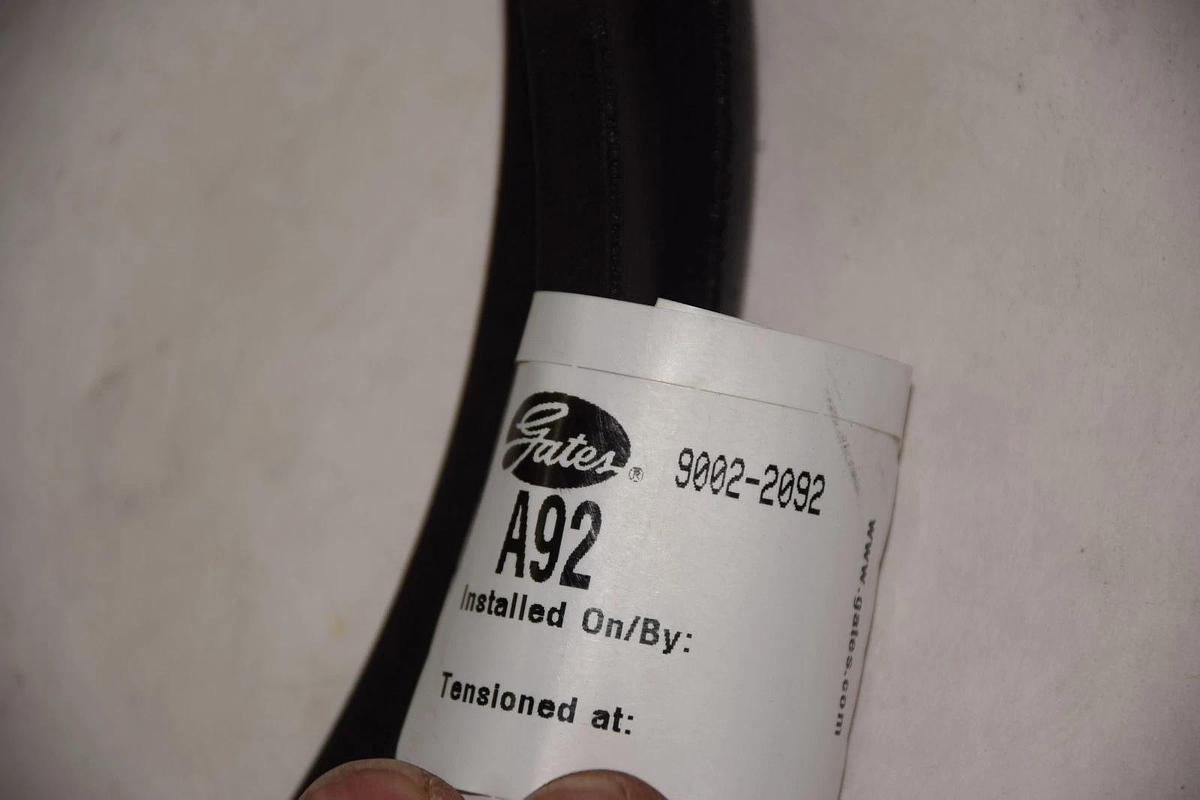 Gates®
9002-2092
A92
Installed On/By:
Tensioned at:
www.gates.com